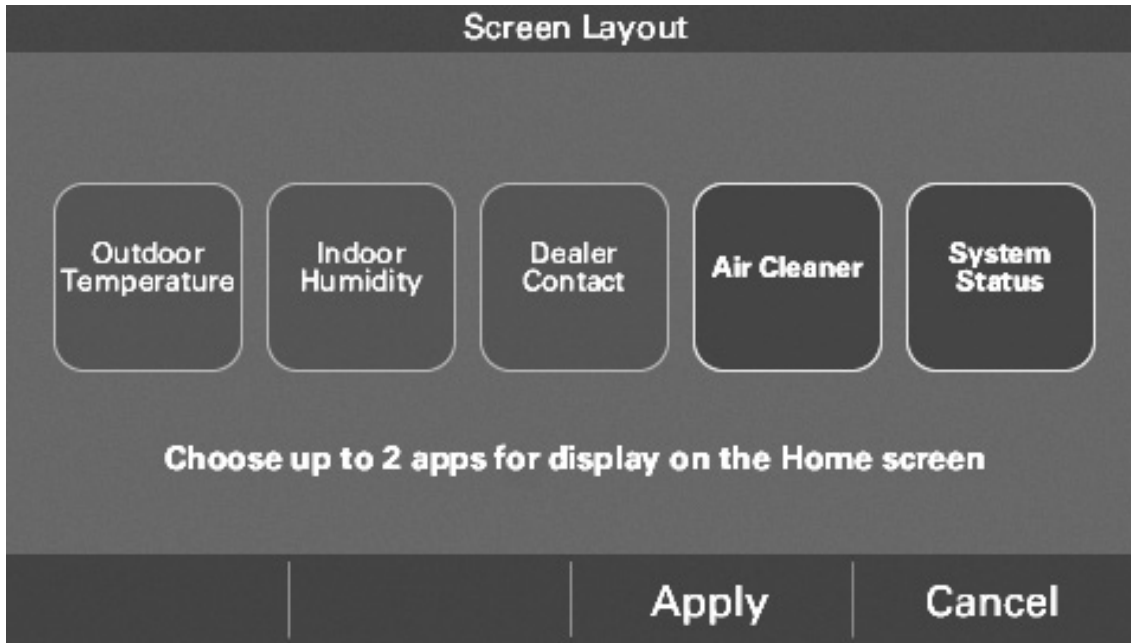 Screen Layout
Outdoor
Temperature
Indoor
Humidity
Dealer
Contact
Air Cleaner
System
Status
Choose up to 2 apps for display on the Home screen
Apply
Cancel